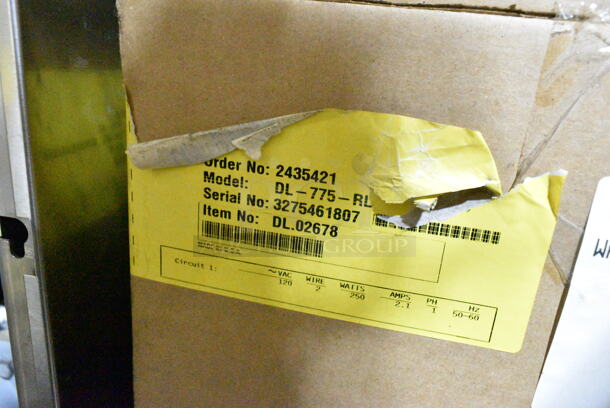 Order No: 2435421
Model: DL-775-RL
Serial No: 3275461807
Item No: DL.02678
GROUP
Circuit 1:
~VAC WIRE WATTS AMPS PH HZ
120 2 250 2.1 1 50-60